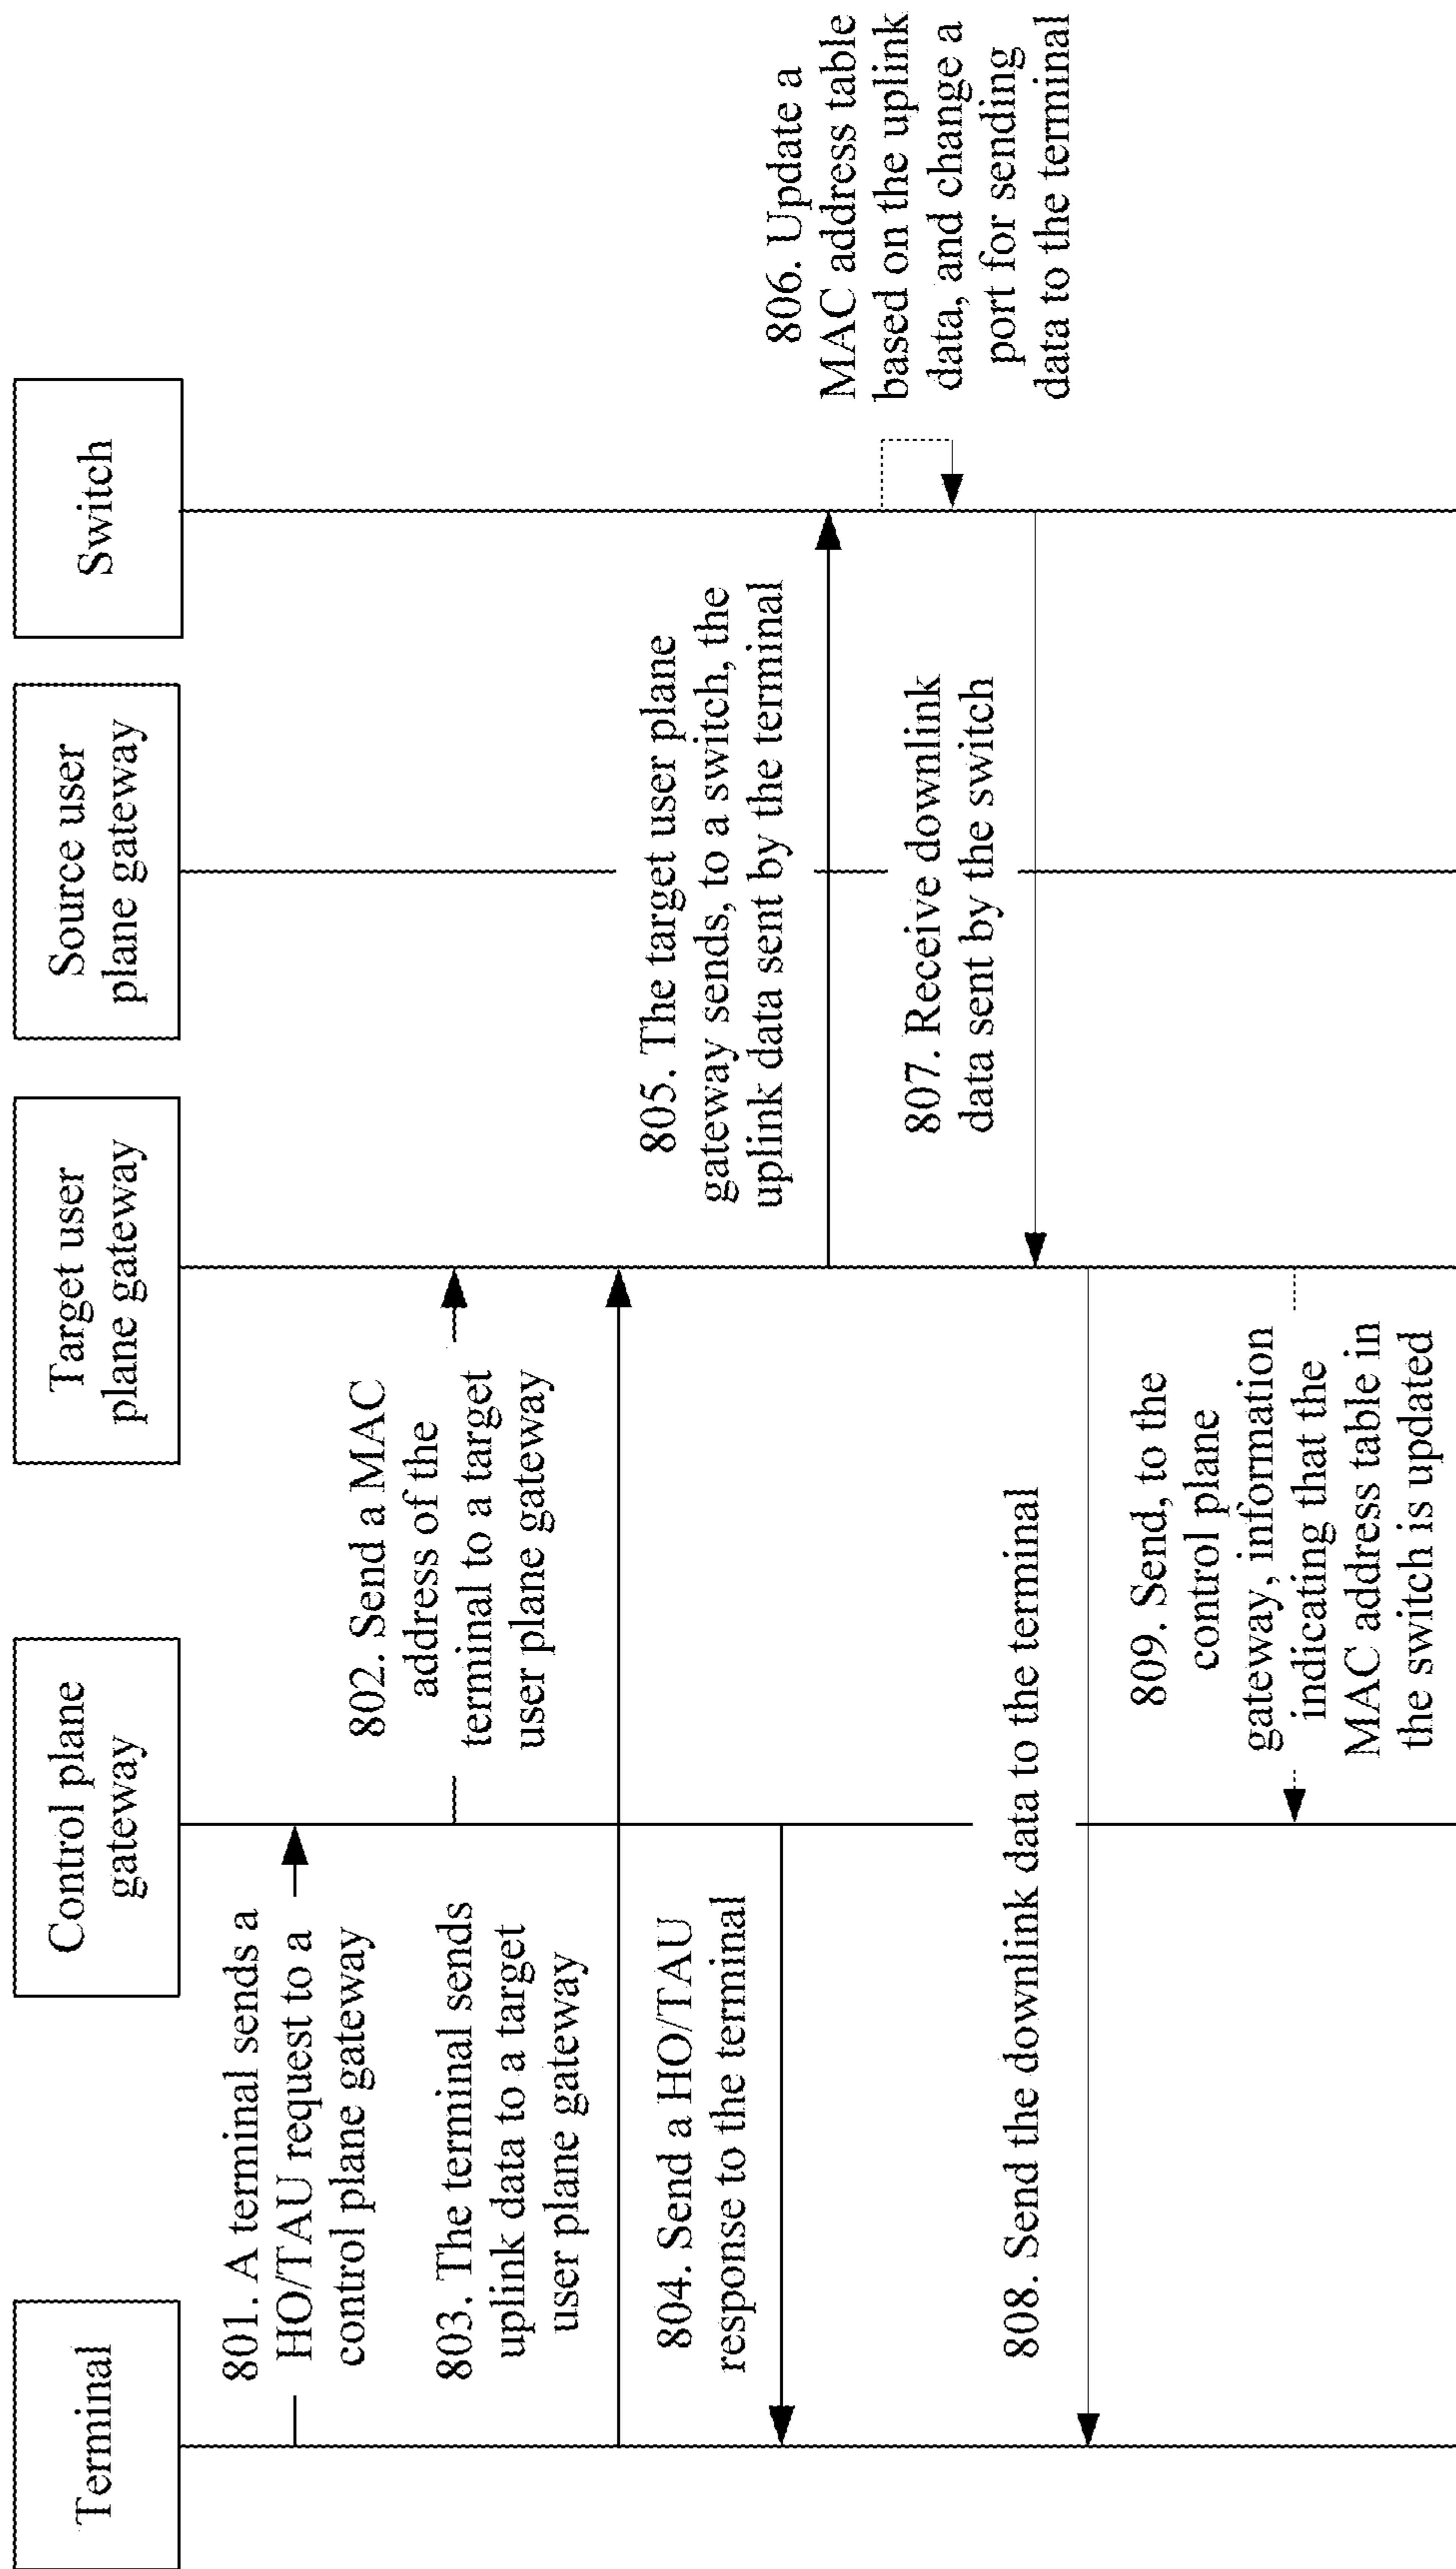 Terminal
Control plane
gateway
Target user
plane gateway
Source user
plane gateway
Switch
801. A terminal sends a
HO/TAU request to a
control plane gateway
802. Send a MAC
address of the
terminal to a target
user plane gateway
803. The terminal sends
uplink data to a target
user plane gateway
804. Send a HO/TAU
response to the terminal
805. The target user plane
gateway sends, to a switch, the
uplink data sent by the terminal
806. Update a
MAC address table
based on the uplink
data, and change a
port for sending
data to the terminal
807. Receive downlink
data sent by the switch
808. Send the downlink data to the terminal
809. Send, to the
control plane
gateway, information
indicating that the
MAC address table in
the switch is updated